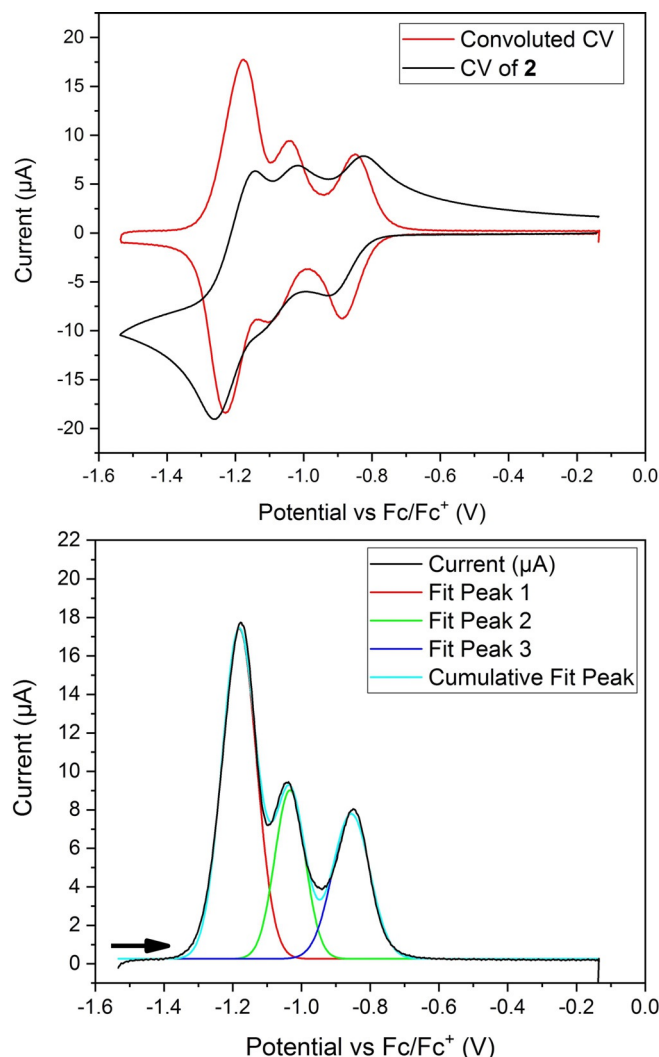 Convoluted CV
CV of 2
Current (µA)
20
15
10
5
0
-5
-10
-15
-20
-1.6 -1.4 -1.2 -1.0 -0.8 -0.6 -0.4 -0.2 0.0
Potential vs Fc/Fc⁺ (V)
Current (µA)
Fit Peak 1
Fit Peak 2
Fit Peak 3
Cumulative Fit Peak
Current (µA)
22
20
18
16
14
12
10
8
6
4
2
0
-1.6 -1.4 -1.2 -1.0 -0.8 -0.6 -0.4 -0.2 0.0
Potential vs Fc/Fc⁺ (V)